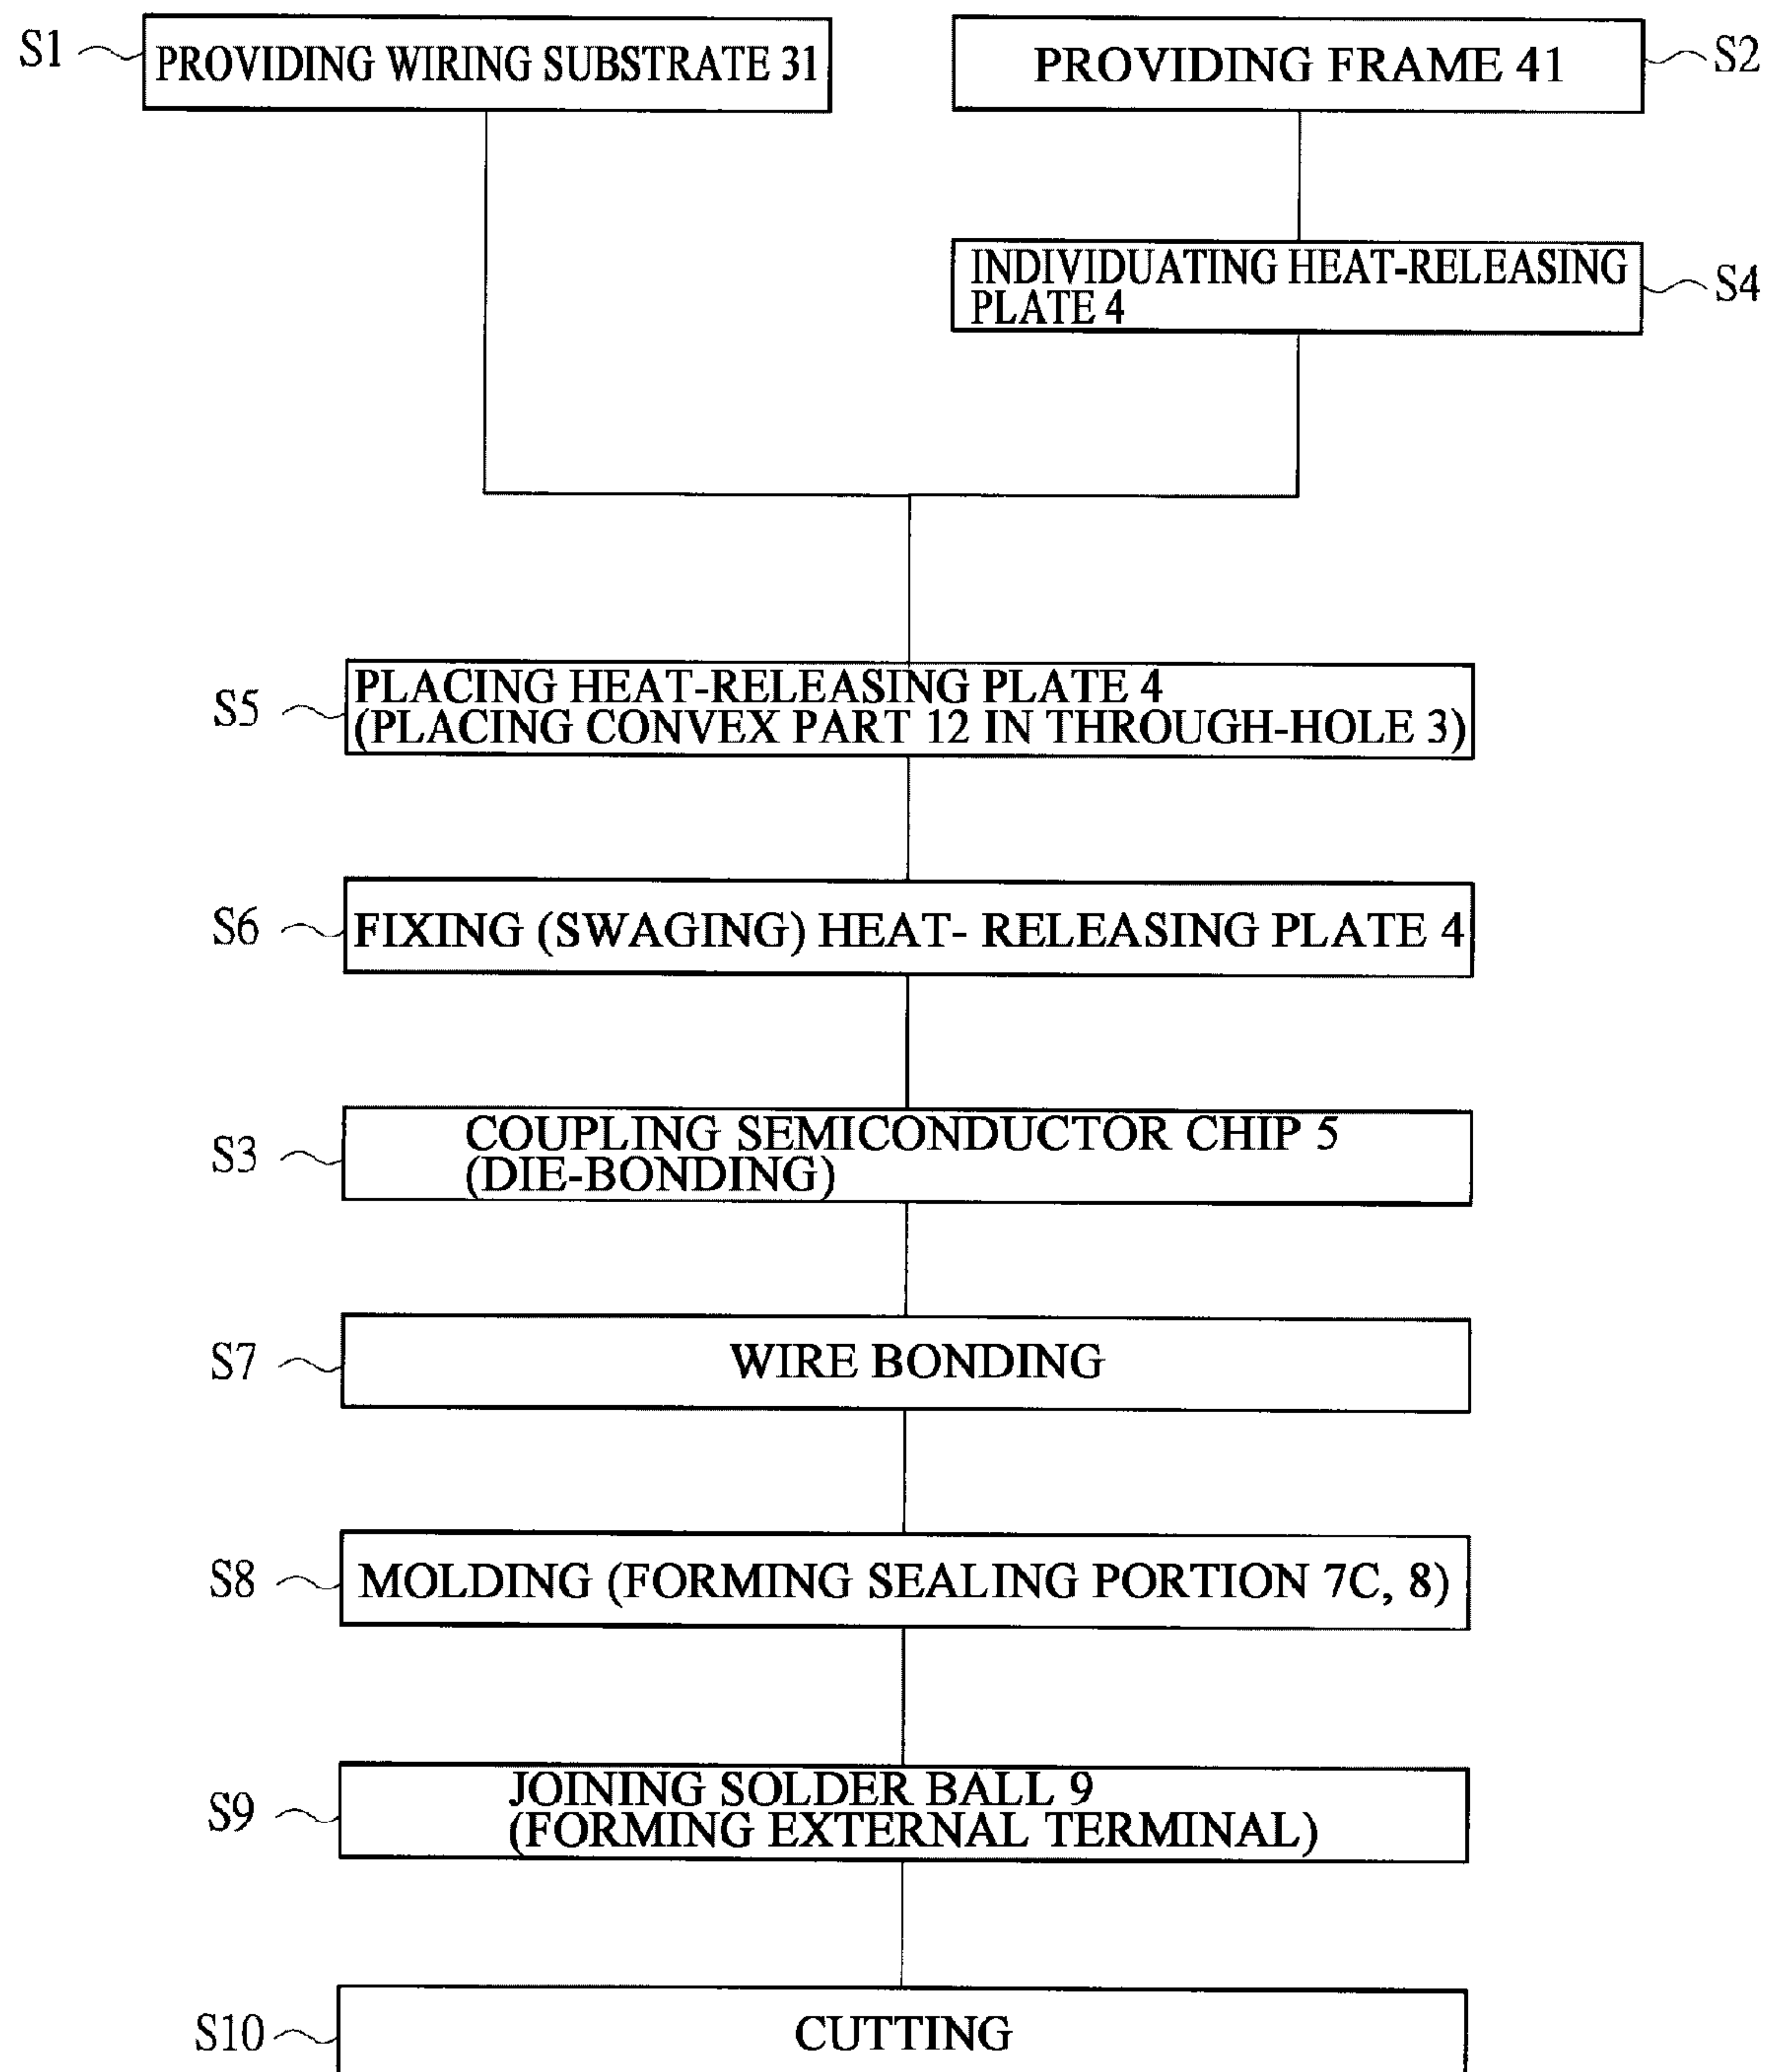 S1
PROVIDING WIRING SUBSTRATE 31
PROVIDING FRAME 41
S2
INDIVIDUATING HEAT-RELEASING
PLATE 4
S4
S5
PLACING HEAT-RELEASING PLATE 4
(PLACING CONVEX PART 12 IN THROUGH-HOLE 3)
S6
FIXING (SWAGING) HEAT- RELEASING PLATE 4
S3
COUPLING SEMICONDUCTOR CHIP 5
(DIE-BONDING)
S7
WIRE BONDING
S8
MOLDING (FORMING SEALING PORTION 7C, 8)
S9
JOINING SOLDER BALL 9
(FORMING EXTERNAL TERMINAL)
S10
CUTTING